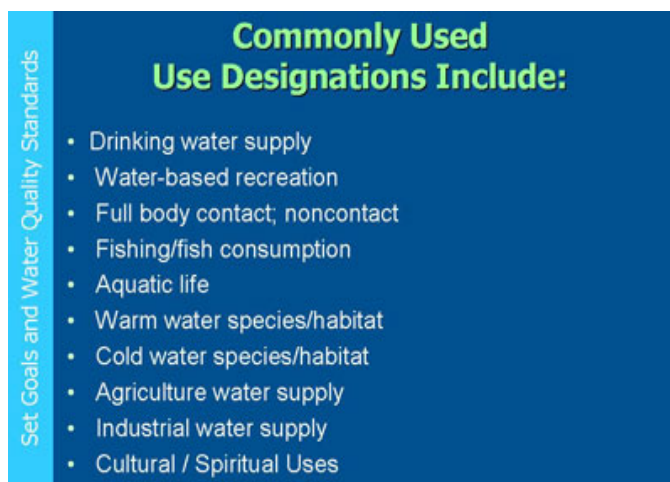 Commonly Used
Use Designations Include:
Set Goals and Water Quality Standards
• Drinking water supply
• Water-based recreation
• Full body contact; noncontact
• Fishing/fish consumption
• Aquatic life
• Warm water species/habitat
• Cold water species/habitat
• Agriculture water supply
• Industrial water supply
• Cultural / Spiritual Uses